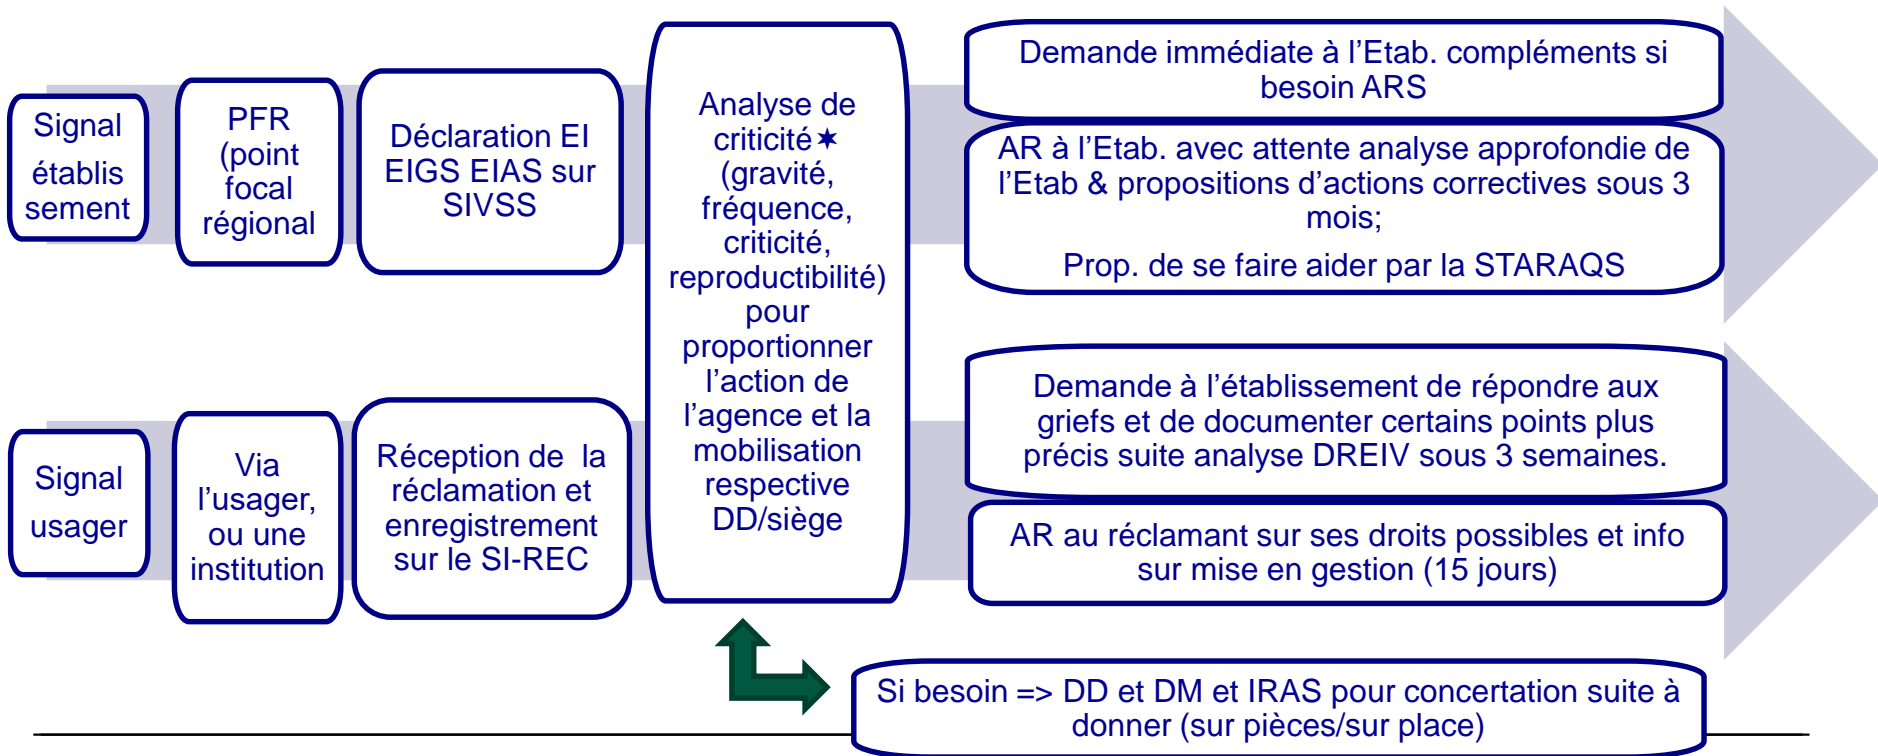 Signal
établis
sement
PFR
(point
focal
régional
Déclaration EI
EIGS EIAS sur
SIVSS
Analyse de
criticité✶
(gravité,
fréquence,
criticité,
reproductibilité)
pour
proportionner
l’action de
l’agence et la
mobilisation
respective
DD/siège
Demande immédiate à l’Etab. compléments si
besoin ARS
AR à l’Etab. avec attente analyse approfondie de
l’Etab & propositions d’actions correctives sous 3
mois;
Prop. de se faire aider par la STARAQS
Signal
usager
Via
l’usager,
ou une
institution
Réception de la
réclamation et
enregistrement
sur le SI-REC
Demande à l’établissement de répondre aux
griefs et de documenter certains points plus
précis suite analyse DREIV sous 3 semaines.
AR au réclamant sur ses droits possibles et info
sur mise en gestion (15 jours)
Si besoin => DD et DM et IRAS pour concertation suite à
donner (sur pièces/sur place)